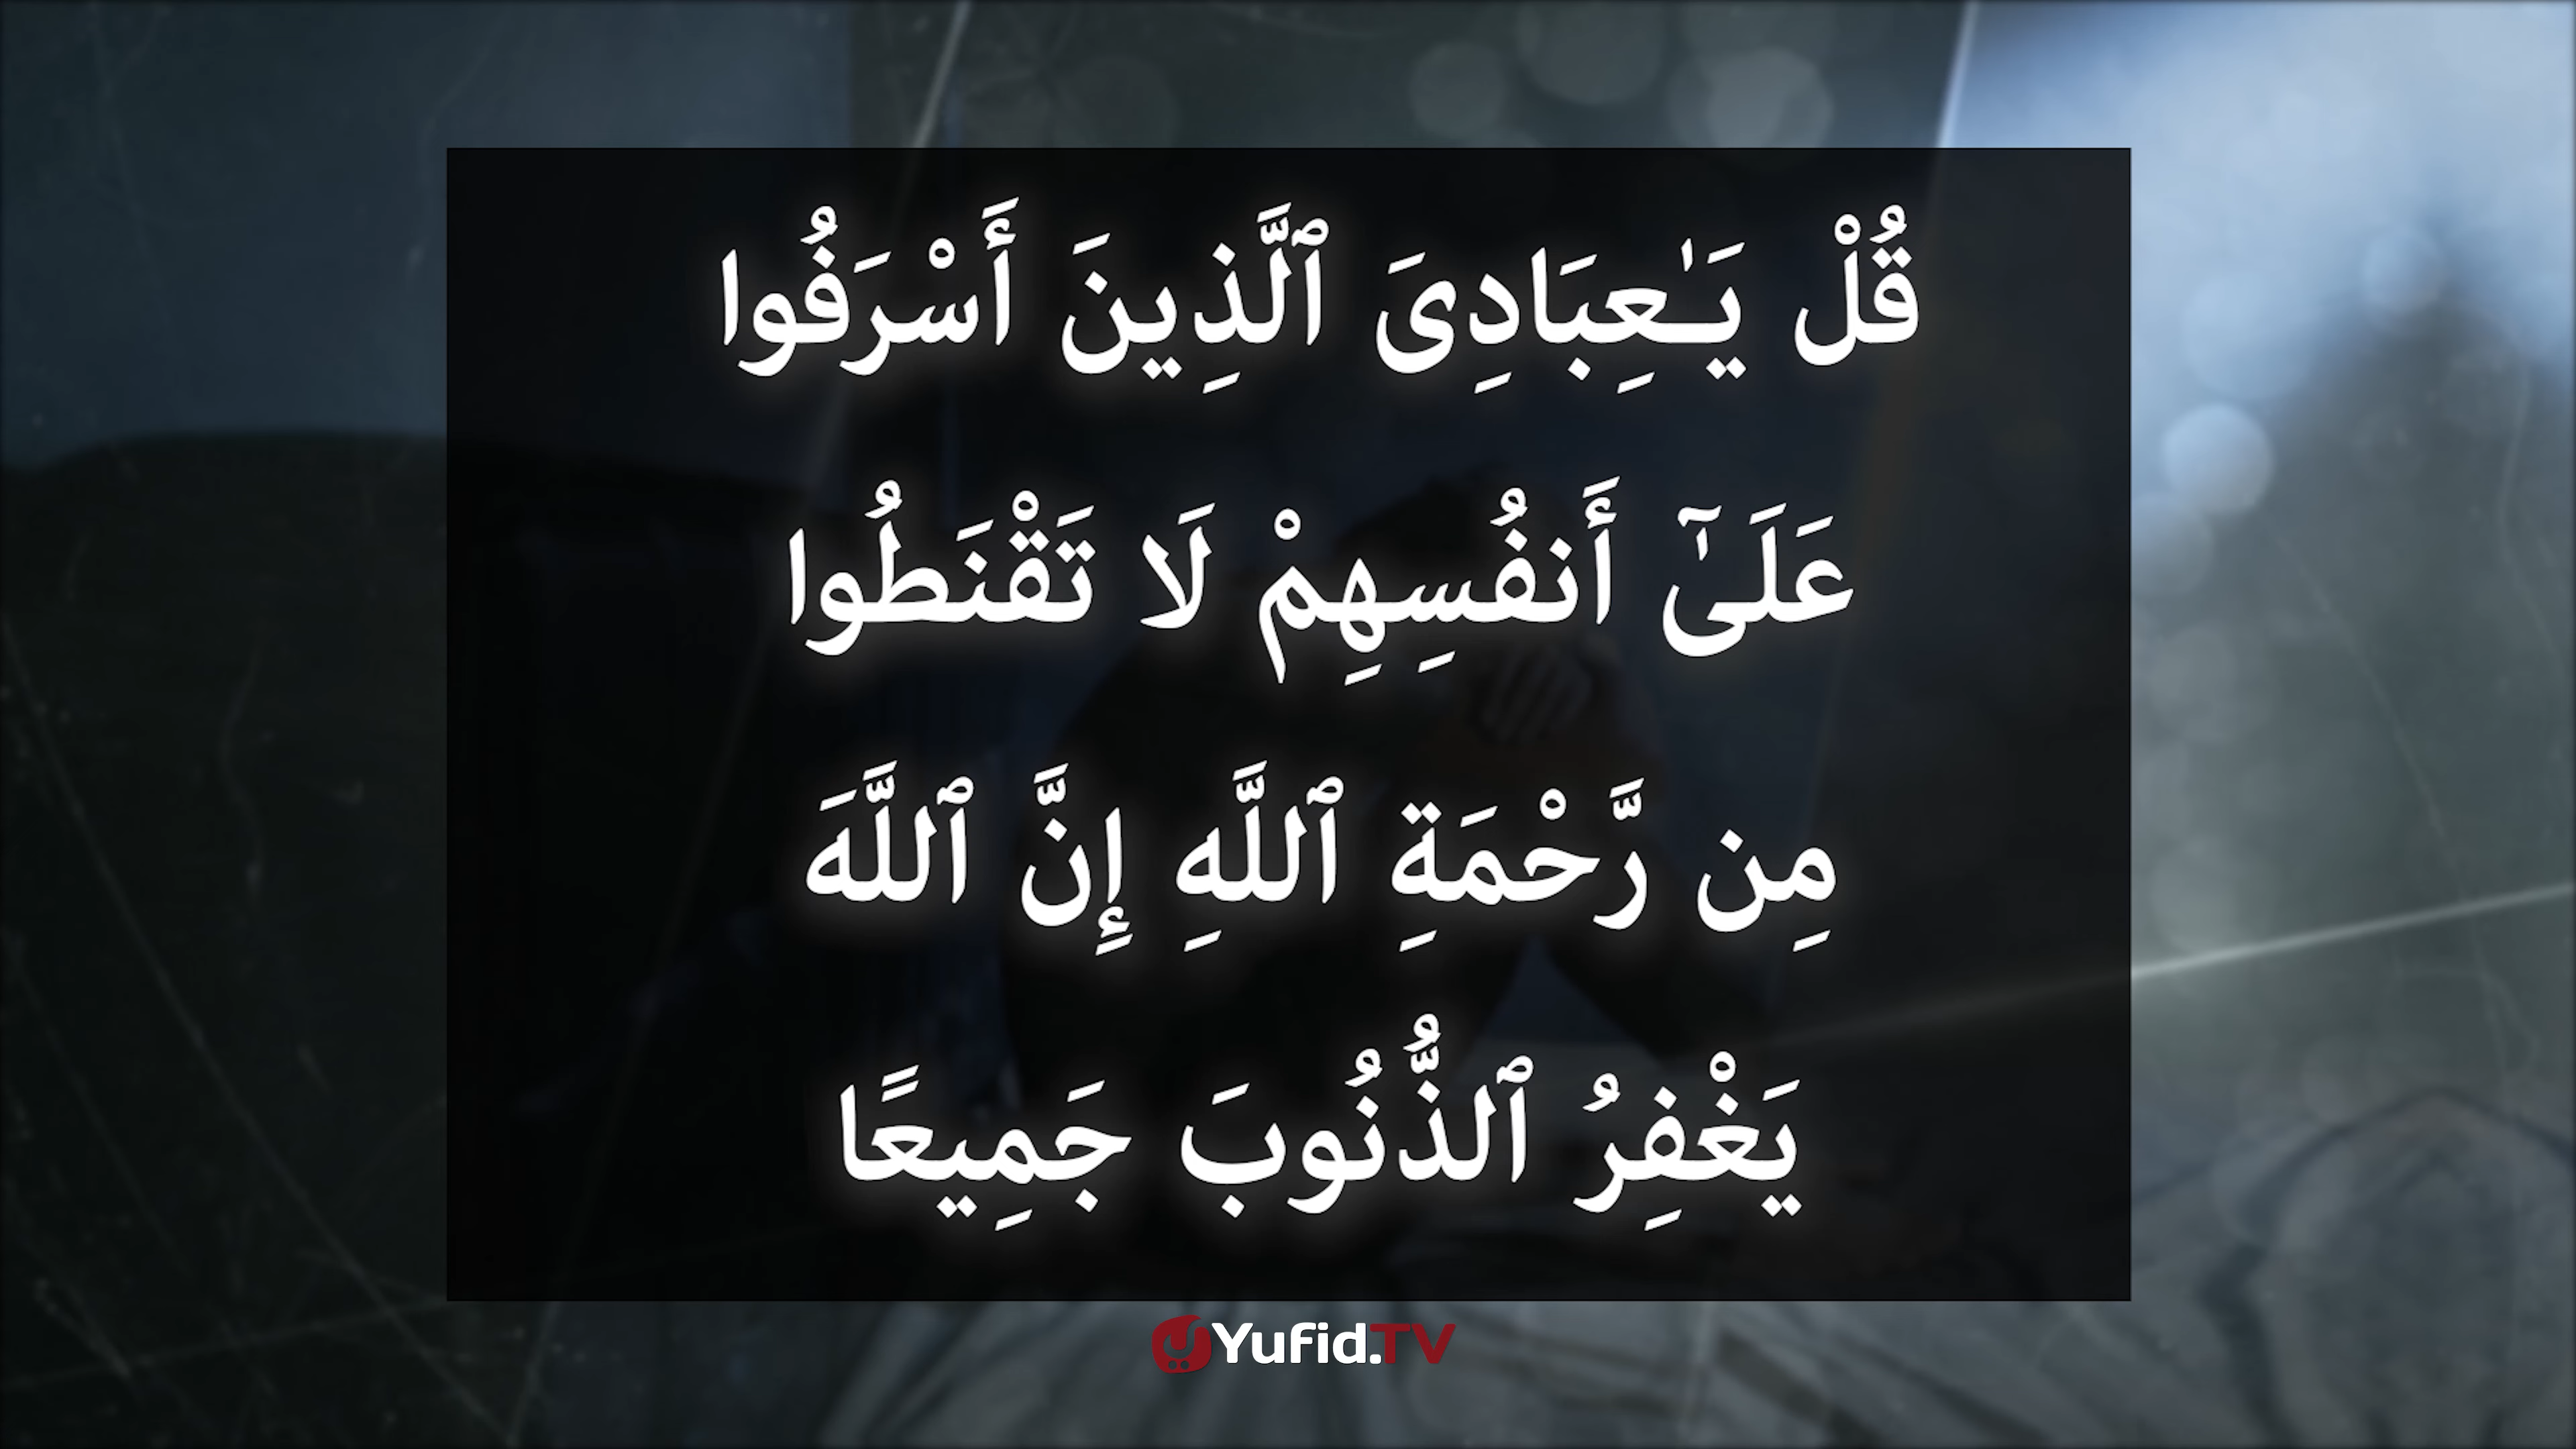 قُلْ يَـٰعِبَادِىَ ٱلَّذِينَ أَسْرَفُوا
عَلَىٰٓ أَنفُسِهِمْ لَا تَقْنَطُوا
مِن رَّحْمَةِ ٱللَّهِ إِنَّ ٱللَّهَ
يَغْفِرُ ٱلذُّنُوبَ جَمِيعًا
Yufid.TV